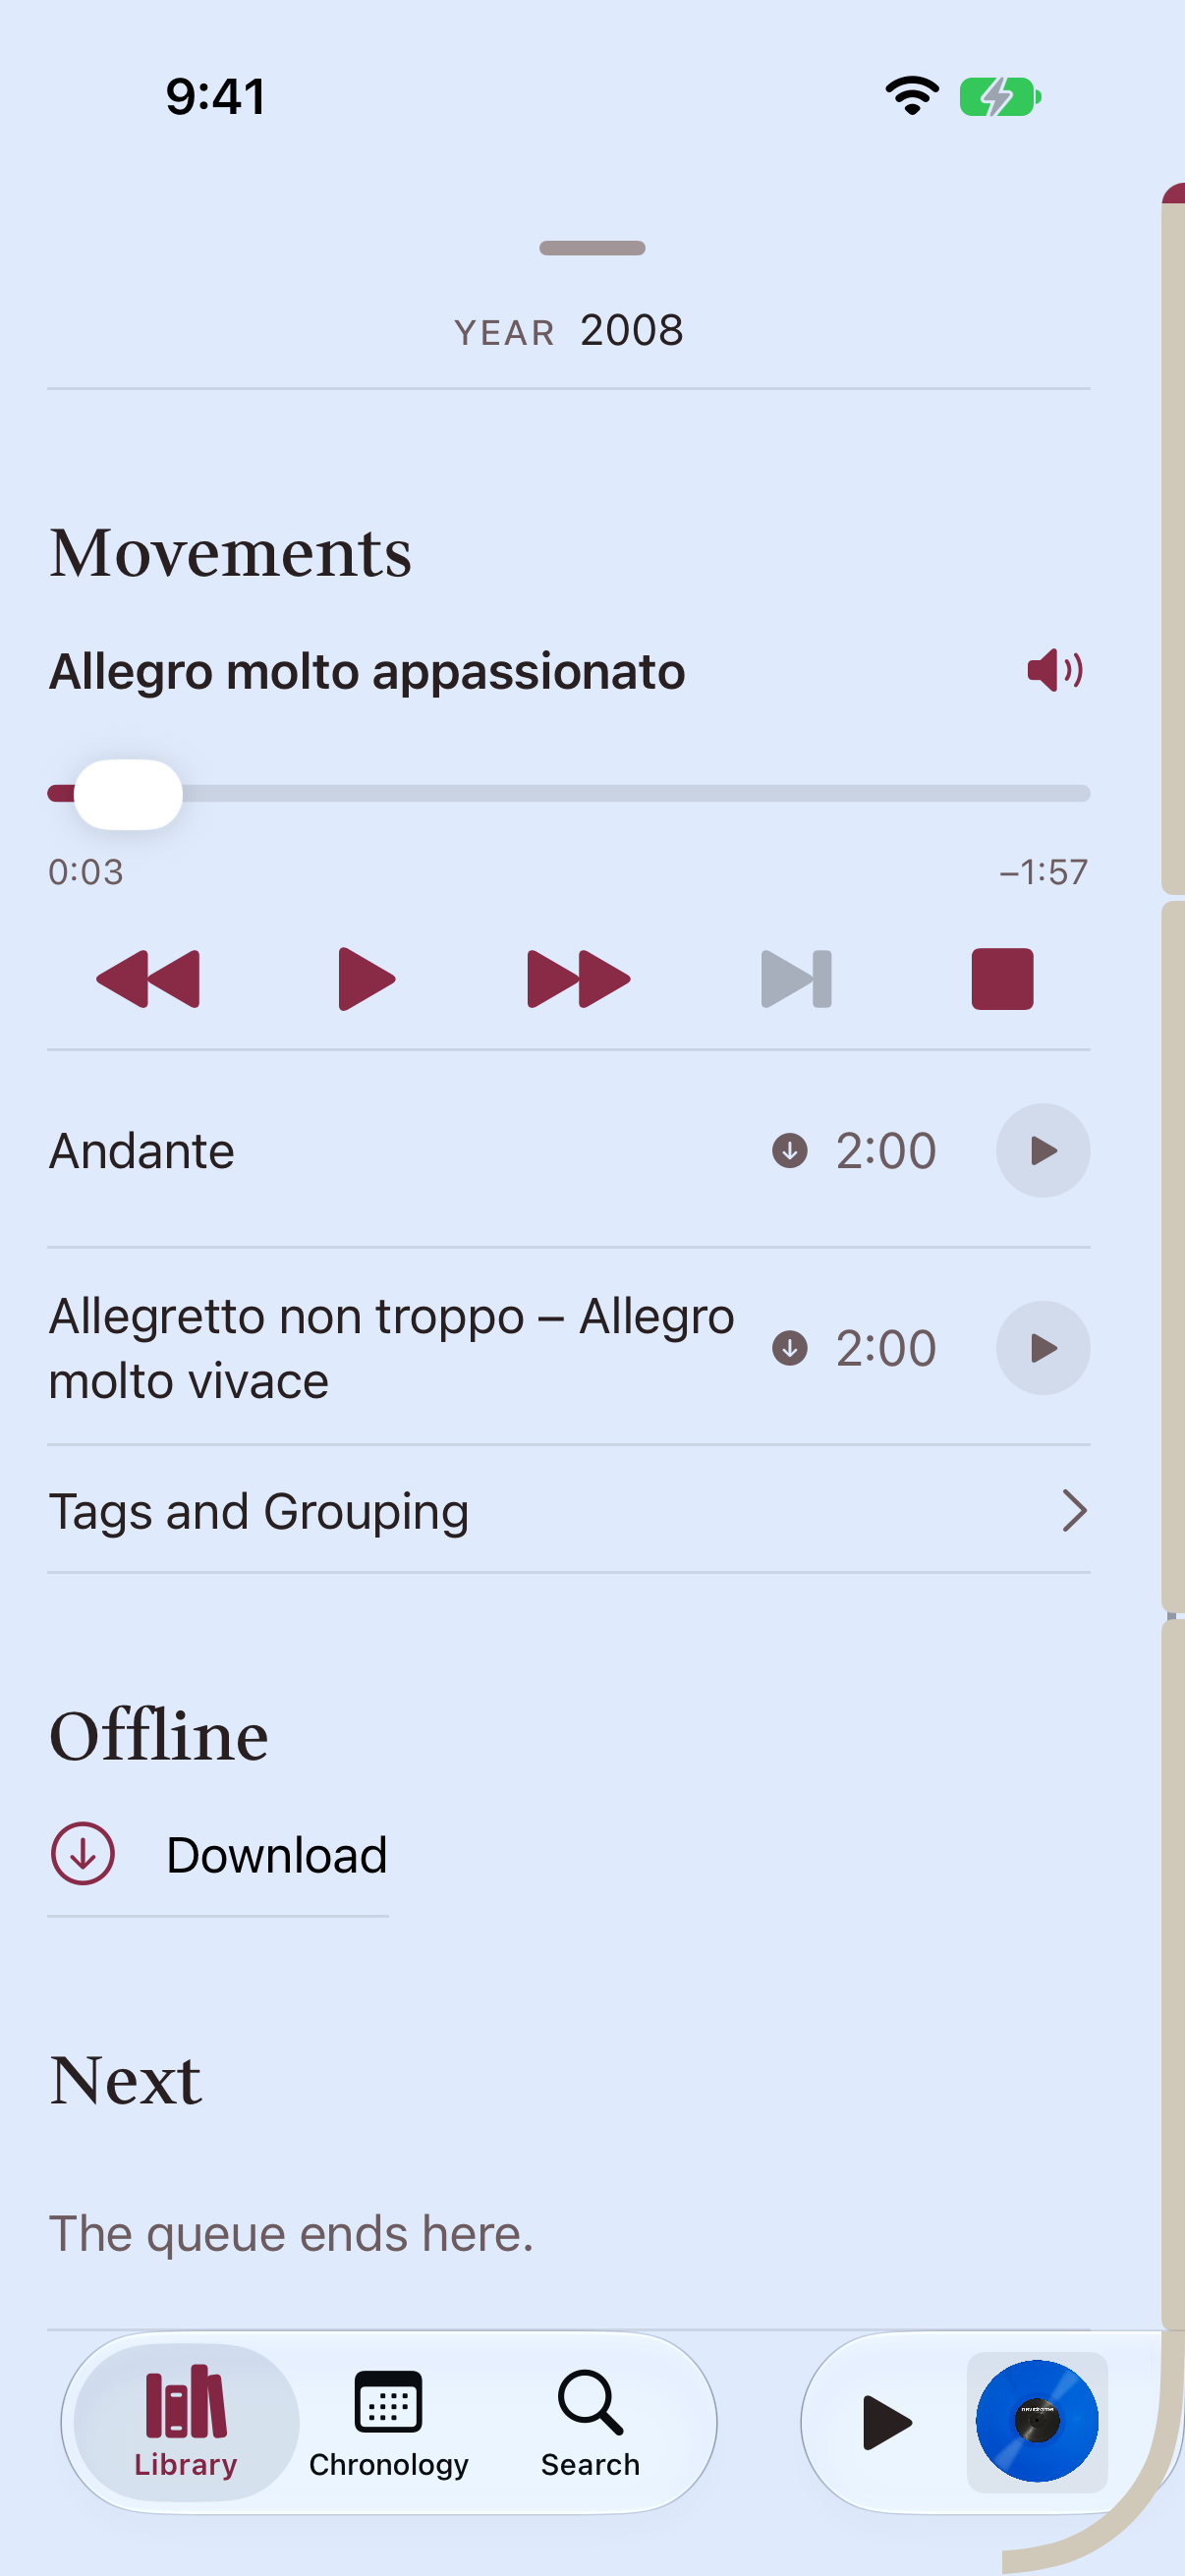 9:41
YEAR 2008
Movements
Allegro molto appassionato
0:03 –1:57
Andante 2:00
Allegretto non troppo – Allegro
molto vivace 2:00
Tags and Grouping
Offline
Download
Next
The queue ends here.
Library Chronology Search